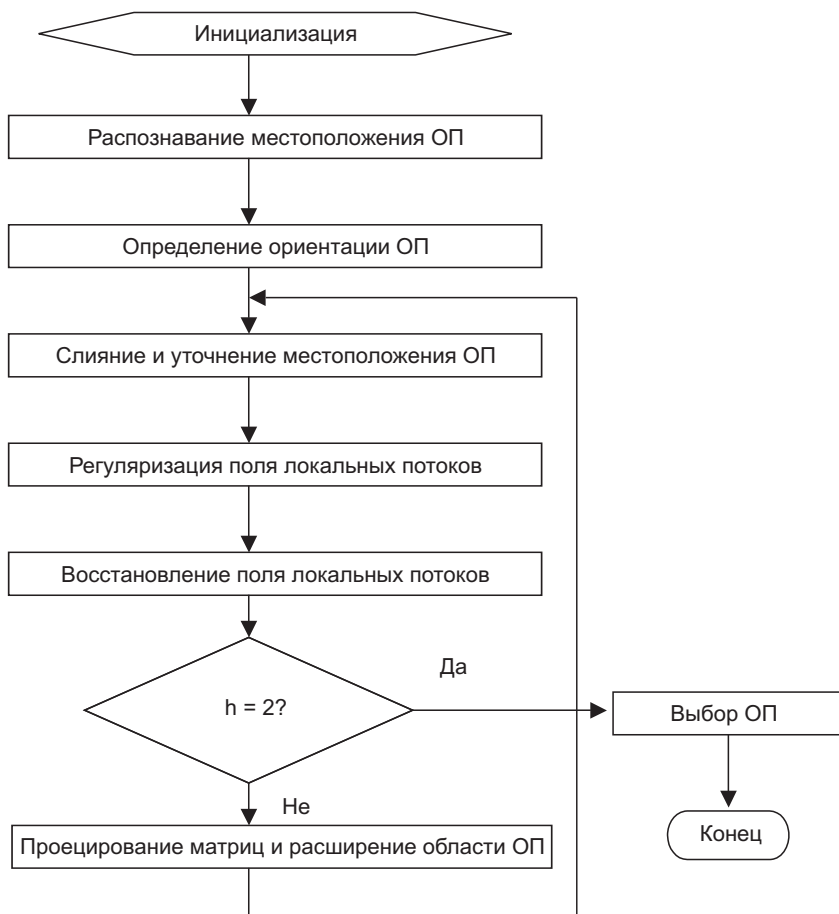 Инициализация
Распознавание местоположения ОП
Определение ориентации ОП
Слияние и уточнение местоположения ОП
Регуляризация поля локальных потоков
Восстановление поля локальных потоков
Да
h = 2?
Выбор ОП
Не
Проецирование матриц и расширение области ОП
Конец